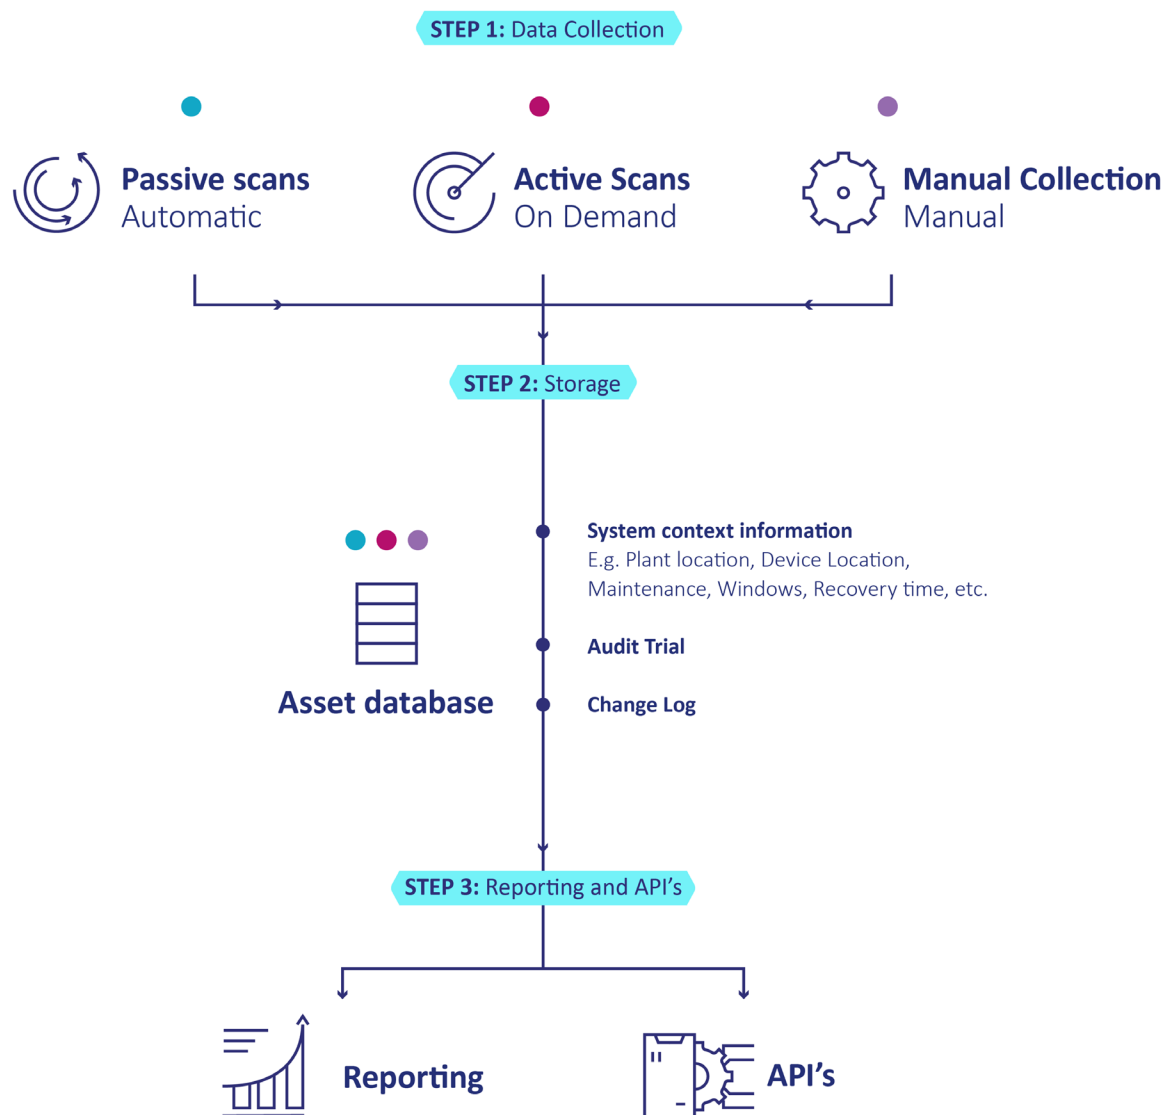 STEP 1: Data Collection
Passive scans
Automatic
Active Scans
On Demand
Manual Collection
Manual
STEP 2: Storage
System context information
E.g. Plant location, Device Location,
Maintenance, Windows, Recovery time, etc.
Audit Trial
Asset database
Change Log
STEP 3: Reporting and API's
Reporting
API's